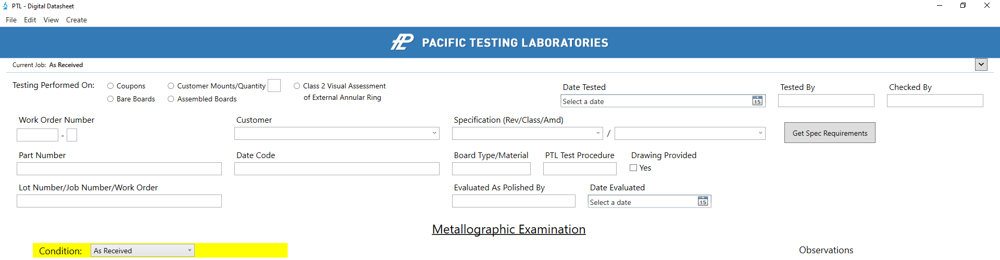 PTL - Digital Datasheet
File Edit View Create
PACIFIC TESTING LABORATORIES
Current Job: As Received
Testing Performed On: Coupons Customer Mounts/Quantity Class 2 Visual Assessment
Bare Boards Assembled Boards of External Annular Ring
Date Tested Tested By Checked By
Select a date 15
Work Order Number Customer Specification (Rev/Class/Amd)
- / Get Spec Requirements
Part Number Date Code Board Type/Material PTL Test Procedure Drawing Provided
Yes
Lot Number/Job Number/Work Order Evaluated As Polished By Date Evaluated
Select a date 15
Metallographic Examination
Condition: As Received Observations